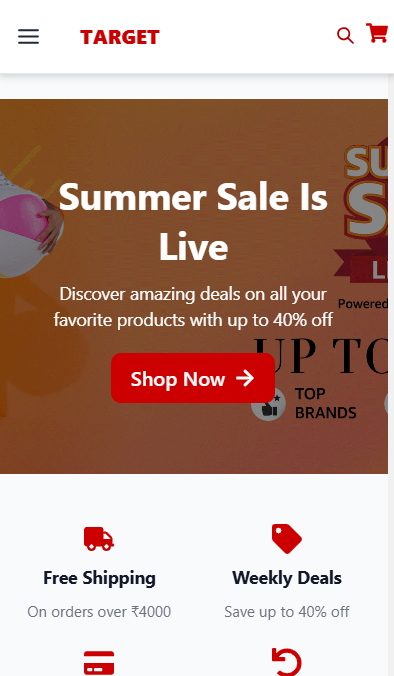 TARGET
SU
S
L
Summer Sale Is
Live
Discover amazing deals on all your
Powered
favorite products with up to 40% off
UP TO
Shop Now
TOP
BRANDS
Free Shipping
Weekly Deals
On orders over ₹4000
Save up to 40% off